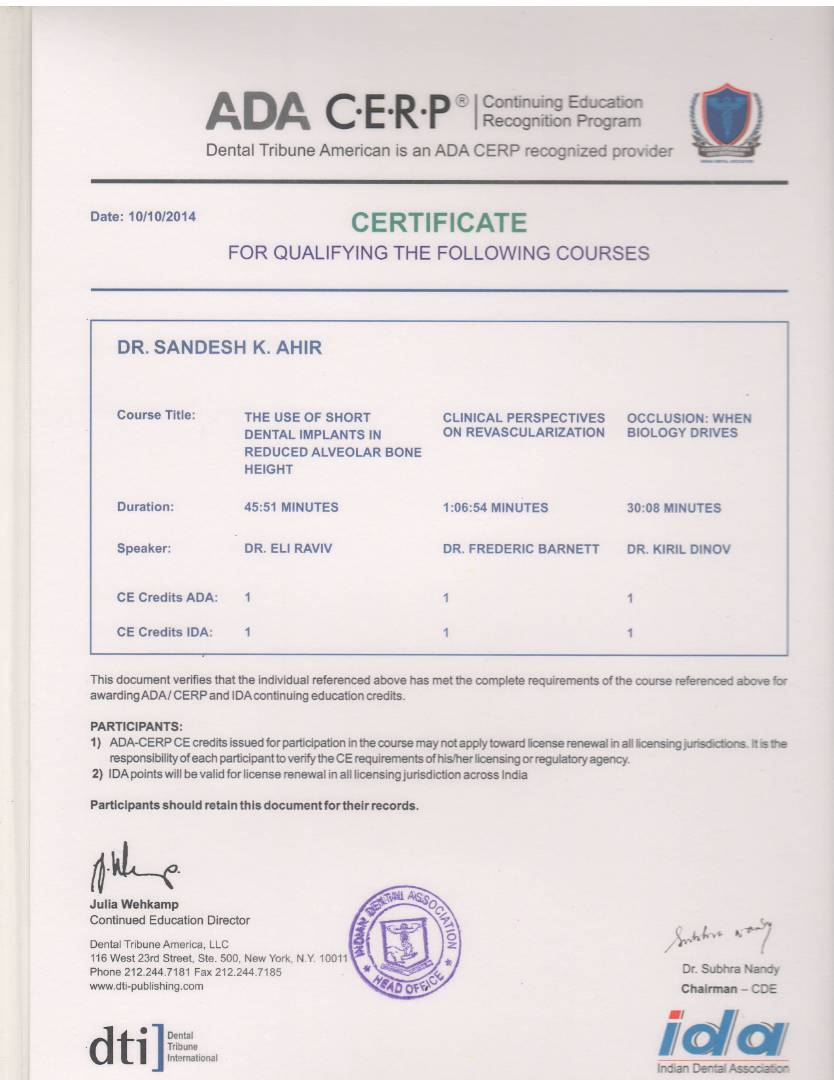 ADA C·E·R·P® | Continuing Education
Recognition Program
Dental Tribune American is an ADA CERP recognized provider
Date: 10/10/2014
CERTIFICATE
FOR QUALIFYING THE FOLLOWING COURSES
DR. SANDESH K. AHIR
Course Title: THE USE OF SHORT DENTAL IMPLANTS IN REDUCED ALVEOLAR BONE HEIGHT CLINICAL PERSPECTIVES ON REVASCULARIZATION OCCLUSION: WHEN BIOLOGY DRIVES
Duration: 45:51 MINUTES 1:06:54 MINUTES 30:08 MINUTES
Speaker: DR. ELI RAVIV DR. FREDERIC BARNETT DR. KIRIL DINOV
CE Credits ADA: 1 1 1
CE Credits IDA: 1 1 1
This document verifies that the individual referenced above has met the complete requirements of the course referenced above for
awarding ADA / CERP and IDA continuing education credits.
PARTICIPANTS:
1) ADA-CERP CE credits issued for participation in the course may not apply toward license renewal in all licensing jurisdictions. It is the
responsibility of each participant to verify the CE requirements of his/her licensing or regulatory agency.
2) IDA points will be valid for license renewal in all licensing jurisdiction across India
Participants should retain this document for their records.
Julia Wehkamp
Continued Education Director
Dental Tribune America, LLC
116 West 23rd Street, Ste. 500, New York, N.Y. 10011
Phone 212.244.7181 Fax 212.244.7185
www.dti-publishing.com
INDIAN DENTAL ASSOCIATION
HEAD OFFICE
Subhra Nandy
Dr. Subhra Nandy
Chairman – CDE
dti] Dental
Tribune
International
ida
Indian Dental Association